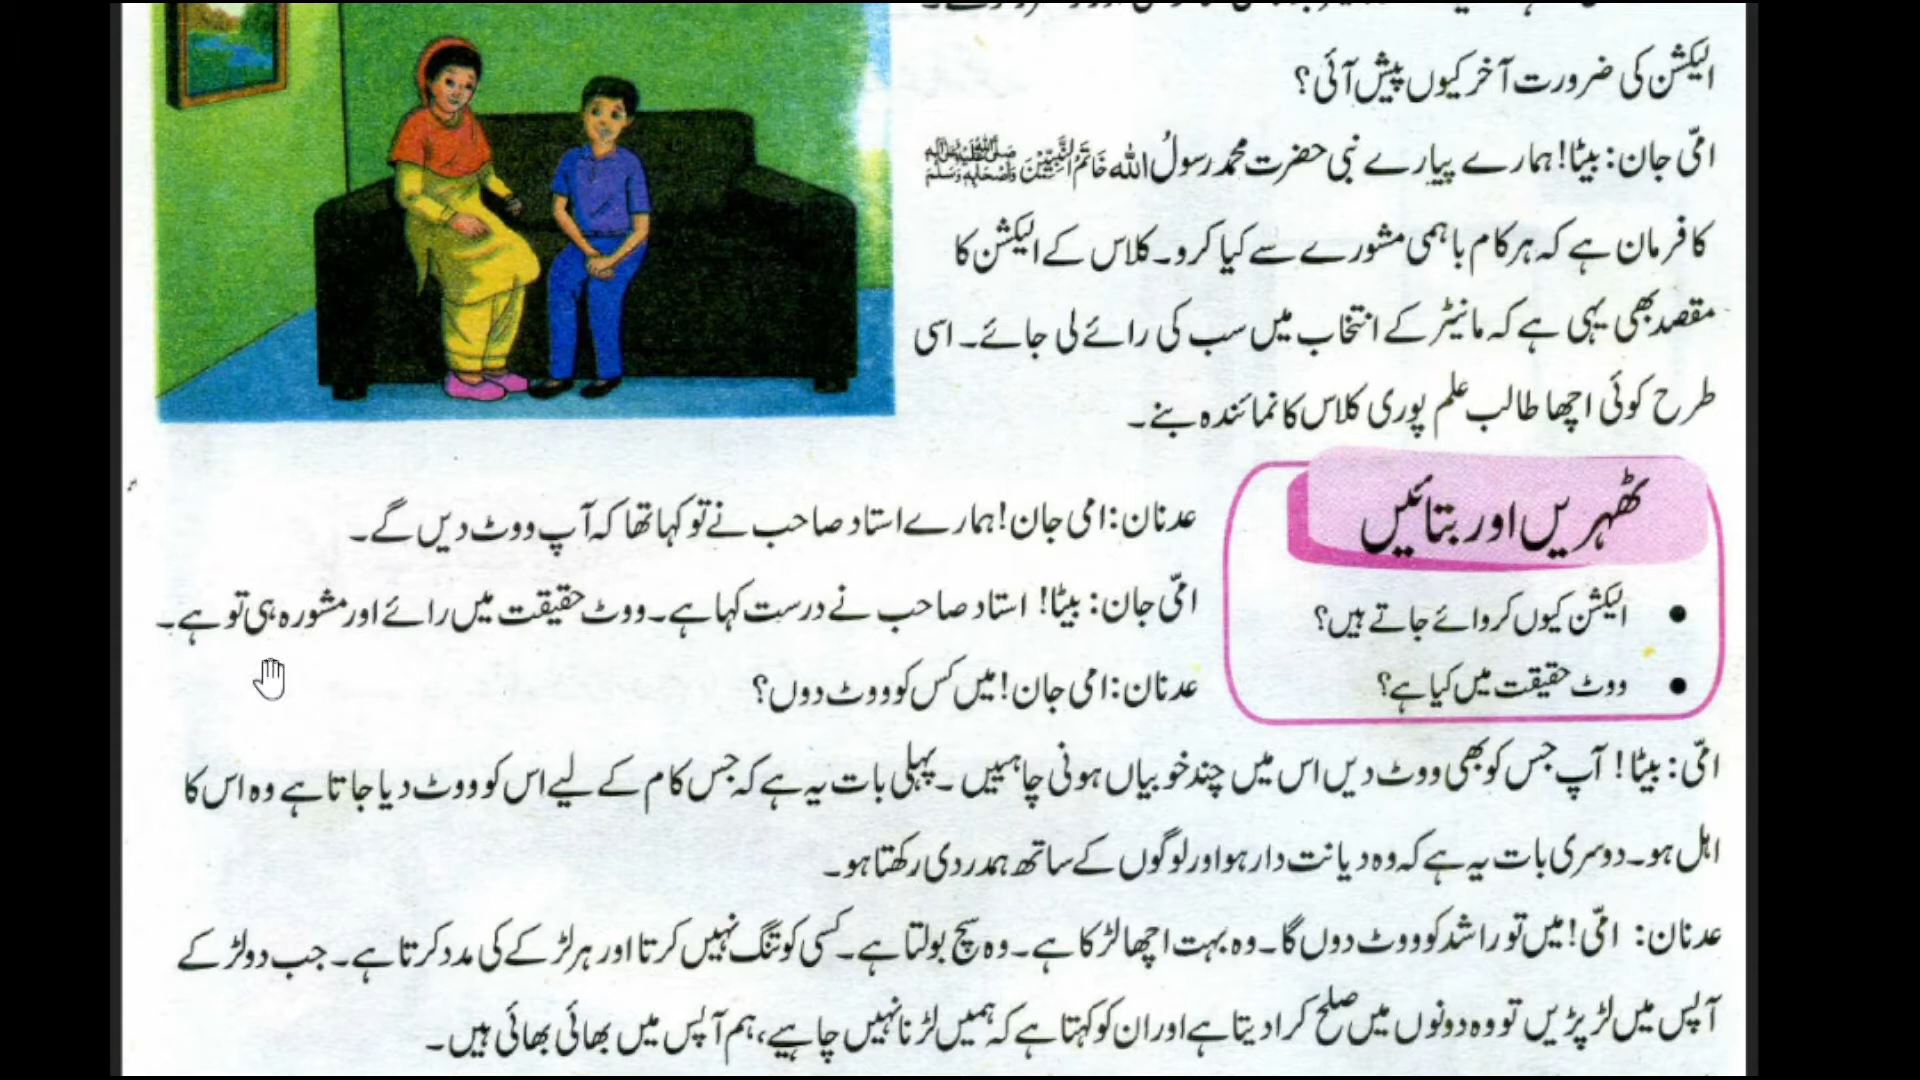 الیکشن کی ضرورت آخر کیوں پیش آئی؟
امّی جان: بیٹا! ہمارے پیارے نبی حضرت محمد رسولُ اللہ خَاتَمُ النَّبِیّٖنَ صَلَّی اللہُ عَلَیْہِ وَعَلٰی اٰلِہٖ وَاَصْحَابِہٖ وَسَلَّمَ
کا فرمان ہے کہ ہر کام باہمی مشورے سے کیا کرو۔ کلاس کے الیکشن کا
مقصد بھی یہی ہے کہ مانیٹر کے انتخاب میں سب کی رائے لی جائے۔ اسی
طرح کوئی اچھا طالب علم پوری کلاس کا نمائندہ بنے۔
ٹھہریں اور بتائیں
الیکشن کیوں کروائے جاتے ہیں؟
ووٹ حقیقت میں کیا ہے؟
عدنان: امی جان! ہمارے استاد صاحب نے تو کہا تھا کہ آپ ووٹ دیں گے۔
امّی جان: بیٹا! استاد صاحب نے درست کہا ہے۔ ووٹ حقیقت میں رائے اور مشورہ ہی تو ہے۔
عدنان: امی جان! میں کس کو ووٹ دوں؟
امّی: بیٹا! آپ جس کو بھی ووٹ دیں اس میں چند خوبیاں ہونی چاہییں۔ پہلی بات یہ ہے کہ جس کام کے لیے اس کو ووٹ دیا جاتا ہے وہ اس کا
اہل ہو۔ دوسری بات یہ ہے کہ وہ دیانت دار ہو اور لوگوں کے ساتھ ہمدردی رکھتا ہو۔
عدنان: امّی! میں تو راشد کو ووٹ دوں گا۔ وہ بہت اچھا لڑکا ہے۔ وہ سچ بولتا ہے۔ کسی کو تنگ نہیں کرتا اور ہر لڑکے کی مدد کرتا ہے۔ جب دو لڑکے
آپس میں لڑ پڑیں تو وہ دونوں میں صلح کرا دیتا ہے اور ان کو کہتا ہے کہ ہمیں لڑنا نہیں چاہیے، ہم آپس میں بھائی بھائی ہیں۔